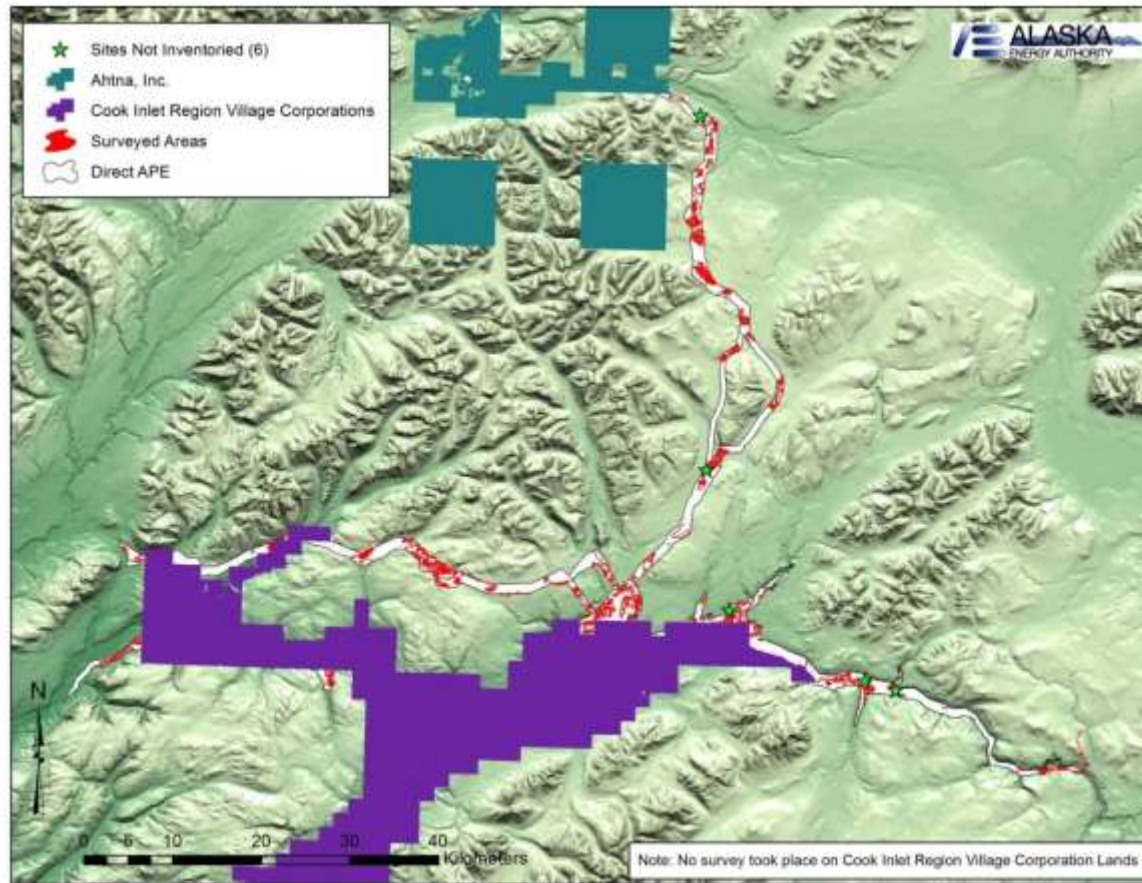 Sites Not Inventoried (6)
Ahtna, Inc.
Cook Inlet Region Village Corporations
Surveyed Areas
Direct APE
ALASKA
ENERGY AUTHORITY
N
0 5 10 20 30 40
Kilometers
Note: No survey took place on Cook Inlet Region Village Corporation Lands